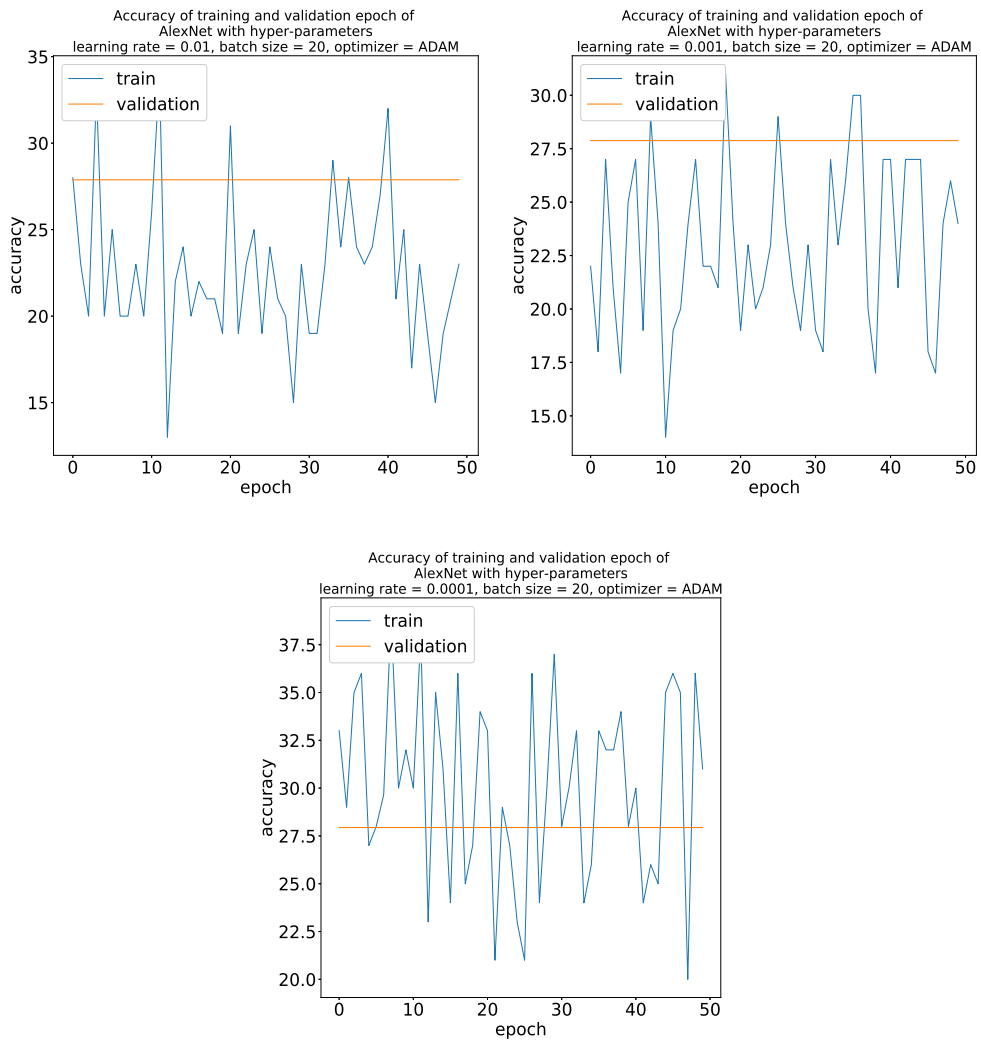 Accuracy of training and validation epoch of
AlexNet with hyper-parameters
learning rate = 0.01, batch size = 20, optimizer = ADAM
train
validation
35
30
25
20
15
accuracy
0 10 20 30 40 50
epoch
Accuracy of training and validation epoch of
AlexNet with hyper-parameters
learning rate = 0.001, batch size = 20, optimizer = ADAM
train
validation
30.0
27.5
25.0
22.5
20.0
17.5
15.0
accuracy
0 10 20 30 40 50
epoch
Accuracy of training and validation epoch of
AlexNet with hyper-parameters
learning rate = 0.0001, batch size = 20, optimizer = ADAM
train
validation
37.5
35.0
32.5
30.0
27.5
25.0
22.5
20.0
accuracy
0 10 20 30 40 50
epoch